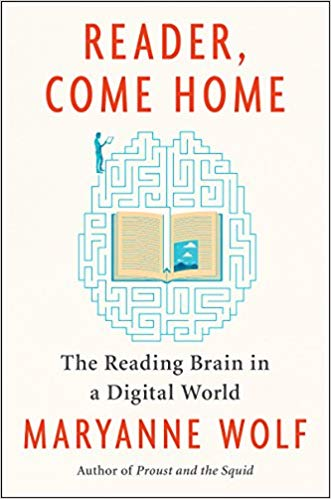 READER,
COME HOME
The Reading Brain in
a Digital World
MARYANNE WOLF
Author of Proust and the Squid